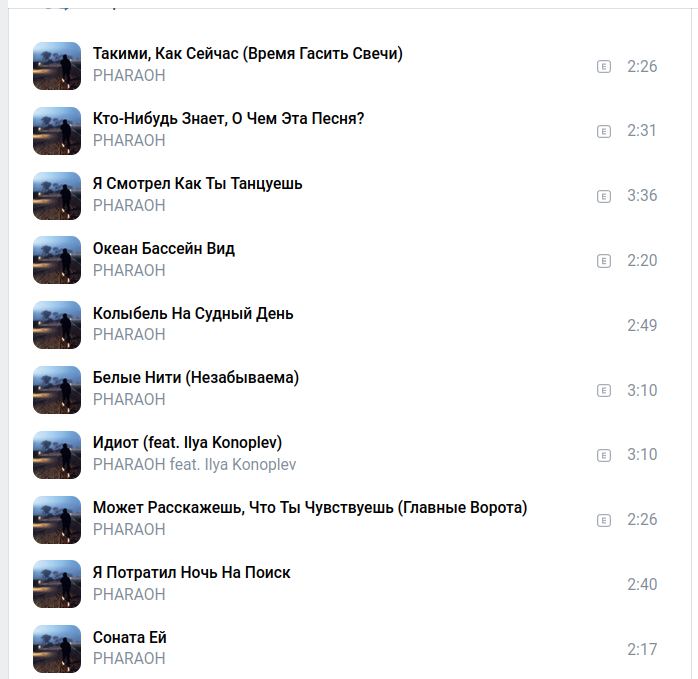 Такими, Как Сейчас (Время Гасить Свечи)
PHARAOH
E 2:26
Кто-Нибудь Знает, О Чем Эта Песня?
PHARAOH
E 2:31
Я Смотрел Как Ты Танцуешь
PHARAOH
E 3:36
Океан Бассейн Вид
PHARAOH
E 2:20
Колыбель На Судный День
PHARAOH
2:49
Белые Нити (Незабываема)
PHARAOH
E 3:10
Идиот (feat. Ilya Konoplev)
PHARAOH feat. Ilya Konoplev
E 3:10
Может Расскажешь, Что Ты Чувствуешь (Главные Ворота)
PHARAOH
E 2:26
Я Потратил Ночь На Поиск
PHARAOH
2:40
Соната Ей
PHARAOH
2:17